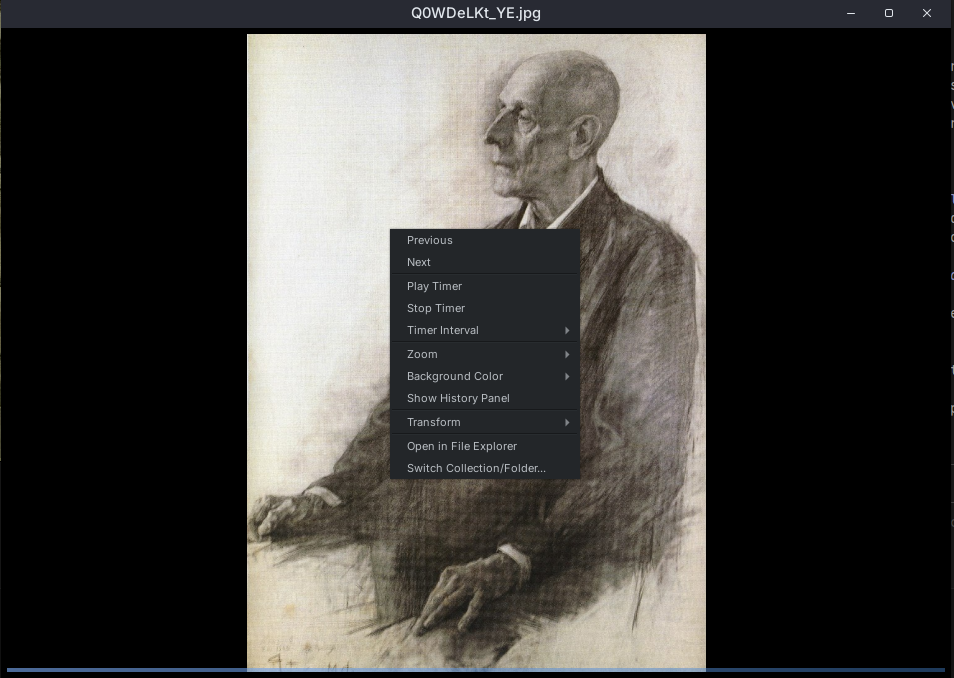 Q0WDeLKt_YE.jpg
Previous
Next
Play Timer
Stop Timer
Timer Interval
Zoom
Background Color
Show History Panel
Transform
Open in File Explorer
Switch Collection/Folder...